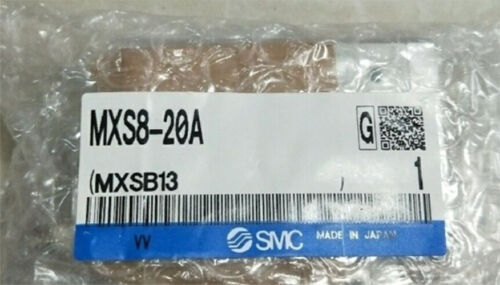 MXS8-20A
G
(MXSB13 ) 1
VV SMC MADE IN JAPAN